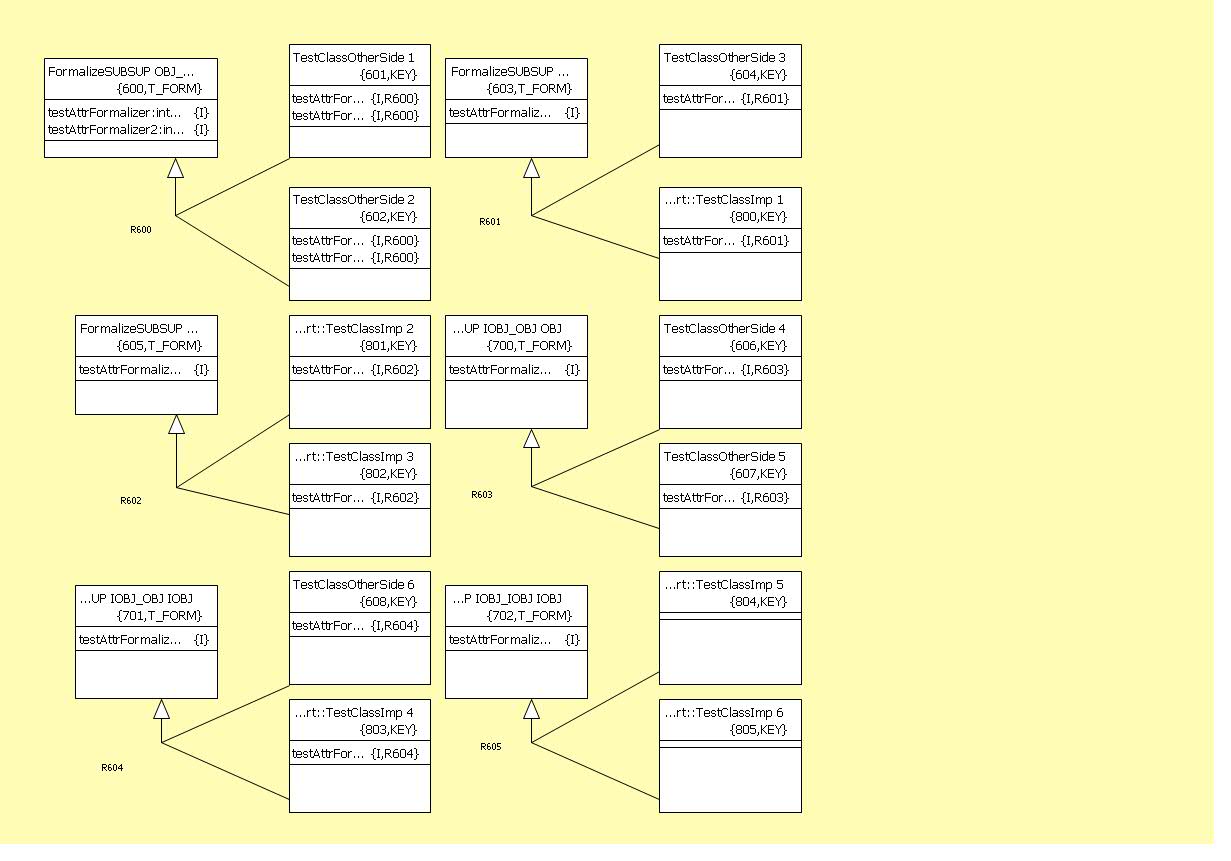 FormalizeSUBSUP OBJ_...
{600,T_FORM}
testAttrFormalizer:int... {I}
testAttrFormalizer2:in... {I}
TestClassOtherSide 1
{601,KEY}
testAttrFor... {I,R600}
testAttrFor... {I,R600}
TestClassOtherSide 2
{602,KEY}
testAttrFor... {I,R600}
testAttrFor... {I,R600}
R600
FormalizeSUBSUP ...
{603,T_FORM}
testAttrFormaliz... {I}
TestClassOtherSide 3
{604,KEY}
testAttrFor... {I,R601}
...rt::TestClassImp 1
{800,KEY}
testAttrFor... {I,R601}
R601
FormalizeSUBSUP ...
{605,T_FORM}
testAttrFormaliz... {I}
...rt::TestClassImp 2
{801,KEY}
testAttrFor... {I,R602}
...rt::TestClassImp 3
{802,KEY}
testAttrFor... {I,R602}
R602
...UP IOBJ_OBJ OBJ
{700,T_FORM}
testAttrFormaliz... {I}
TestClassOtherSide 4
{606,KEY}
testAttrFor... {I,R603}
TestClassOtherSide 5
{607,KEY}
testAttrFor... {I,R603}
R603
...UP IOBJ_OBJ IOBJ
{701,T_FORM}
testAttrFormaliz... {I}
TestClassOtherSide 6
{608,KEY}
testAttrFor... {I,R604}
...rt::TestClassImp 4
{803,KEY}
testAttrFor... {I,R604}
R604
...P IOBJ_IOBJ IOBJ
{702,T_FORM}
testAttrFormaliz... {I}
...rt::TestClassImp 5
{804,KEY}
...rt::TestClassImp 6
{805,KEY}
R605